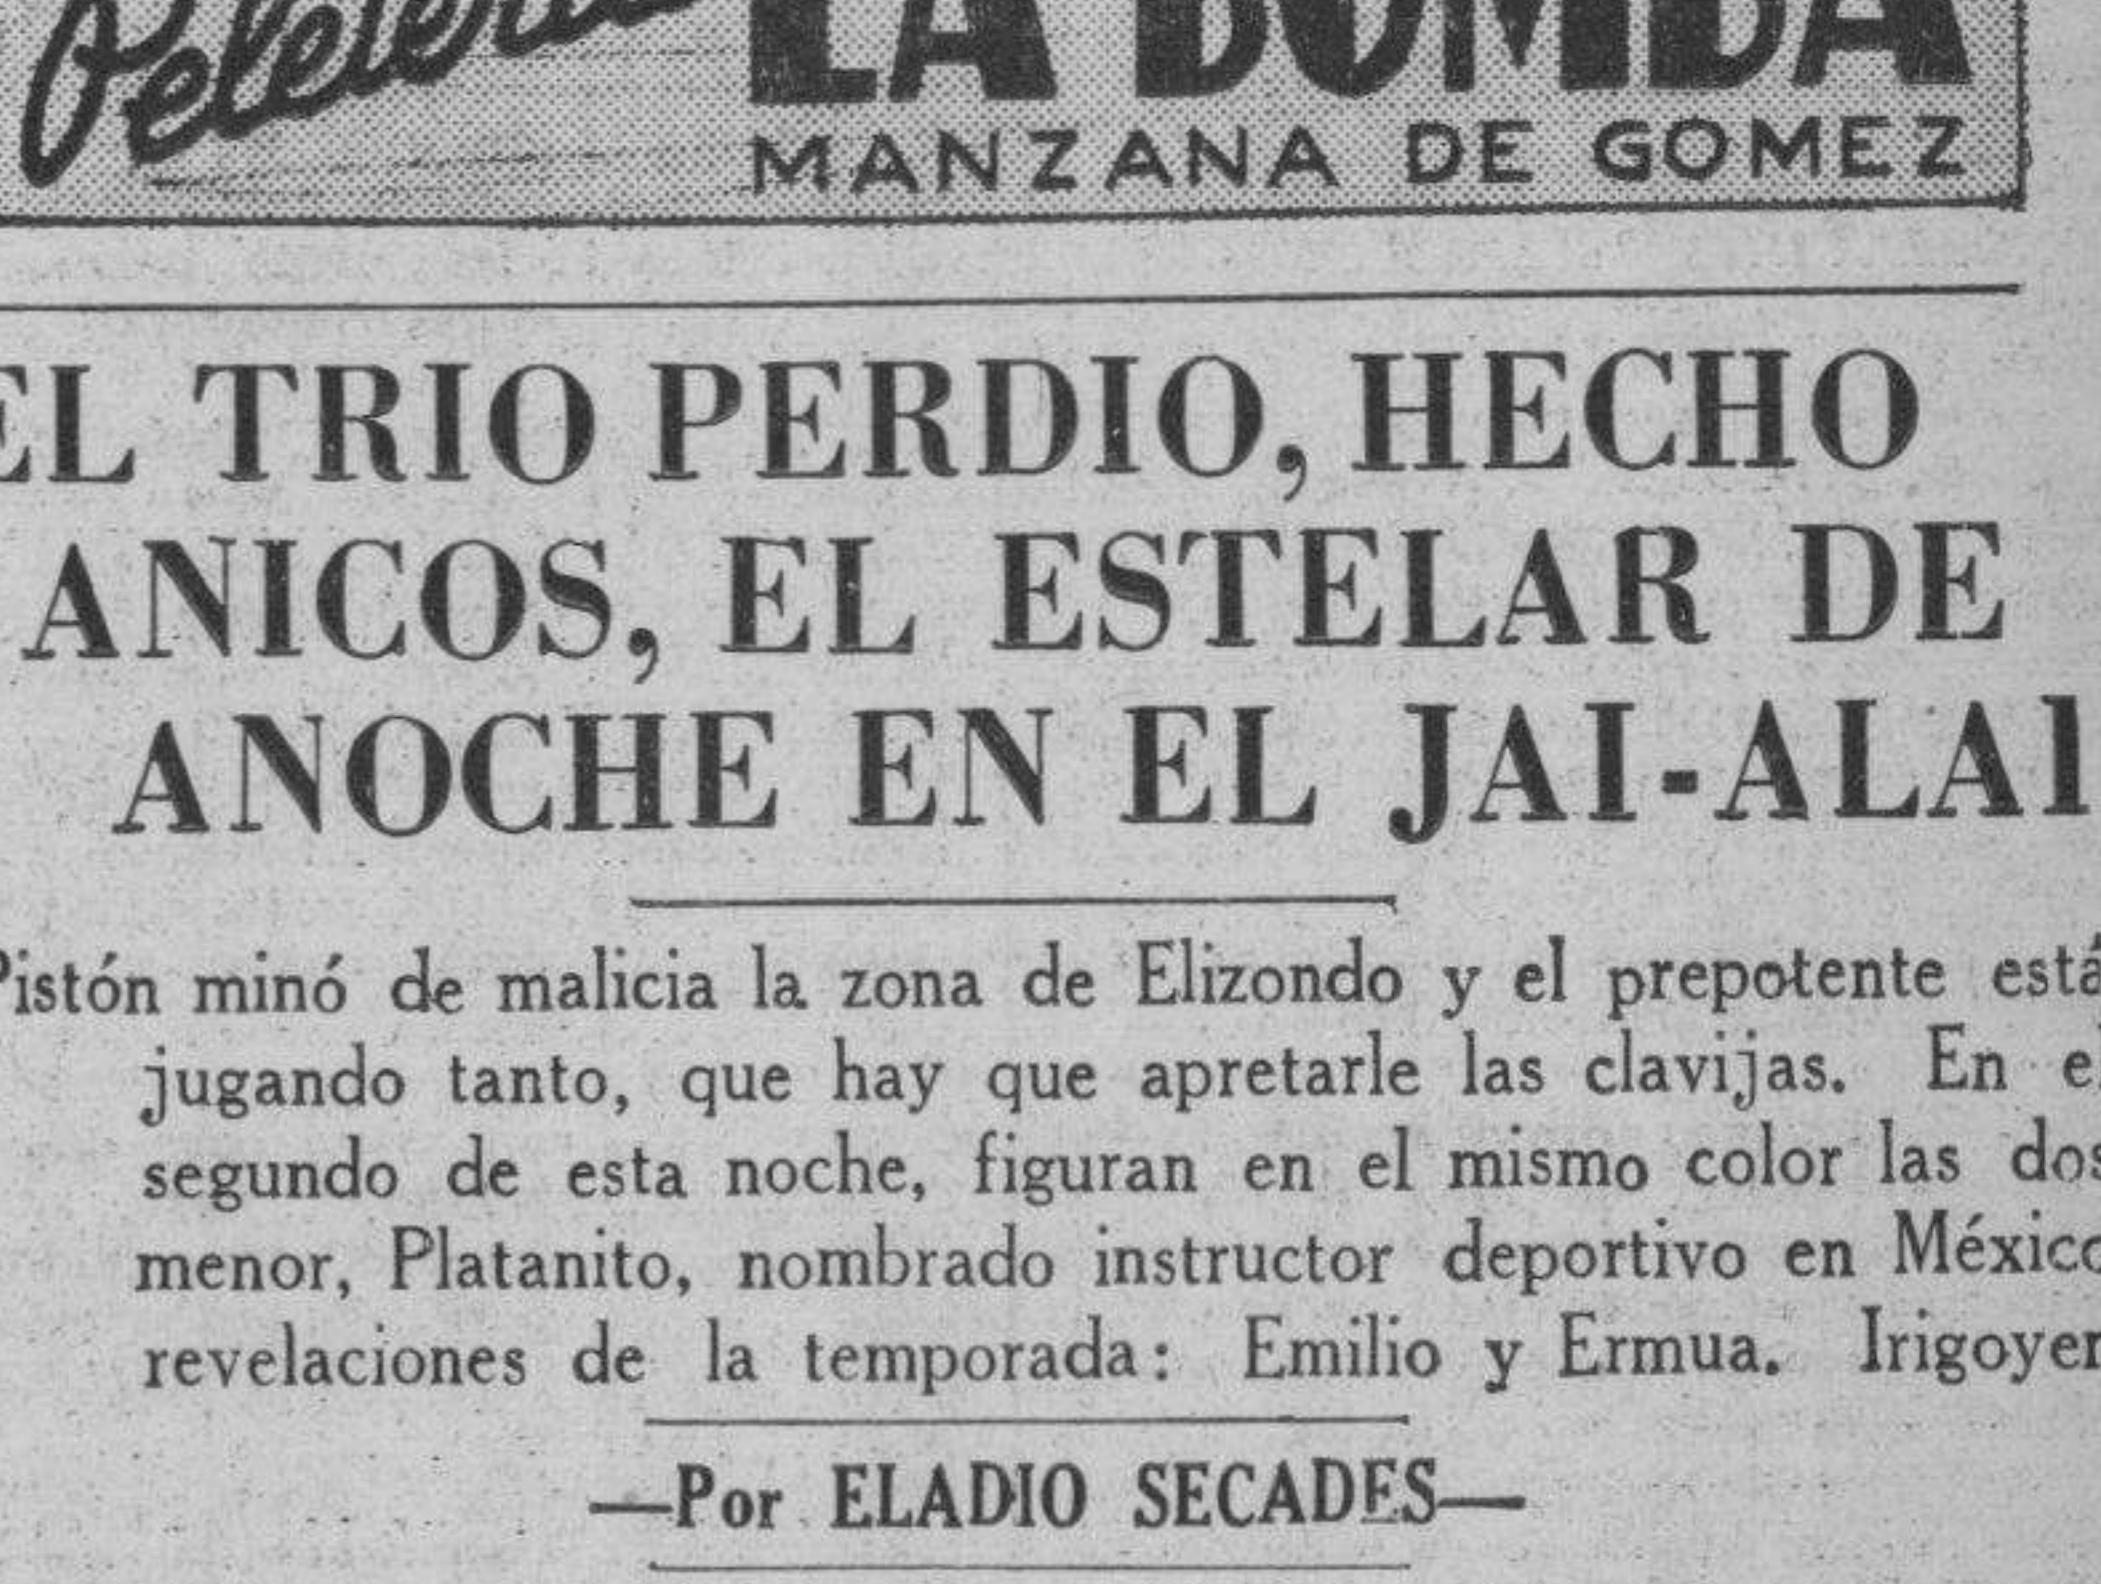 Peletería LA BOMBA
MANZANA DE GOMEZ
EL TRIO PERDIO, HECHO
ANICOS, EL ESTELAR DE
ANOCHE EN EL JAI-ALAI
Pistón minó de malicia la zona de Elizondo y el prepotente está
jugando tanto, que hay que apretarle las clavijas. En el
segundo de esta noche, figuran en el mismo color las dos
menor, Platanito, nombrado instructor deportivo en México
revelaciones de la temporada: Emilio y Ermua. Irigoyen
—Por ELADIO SECADES—